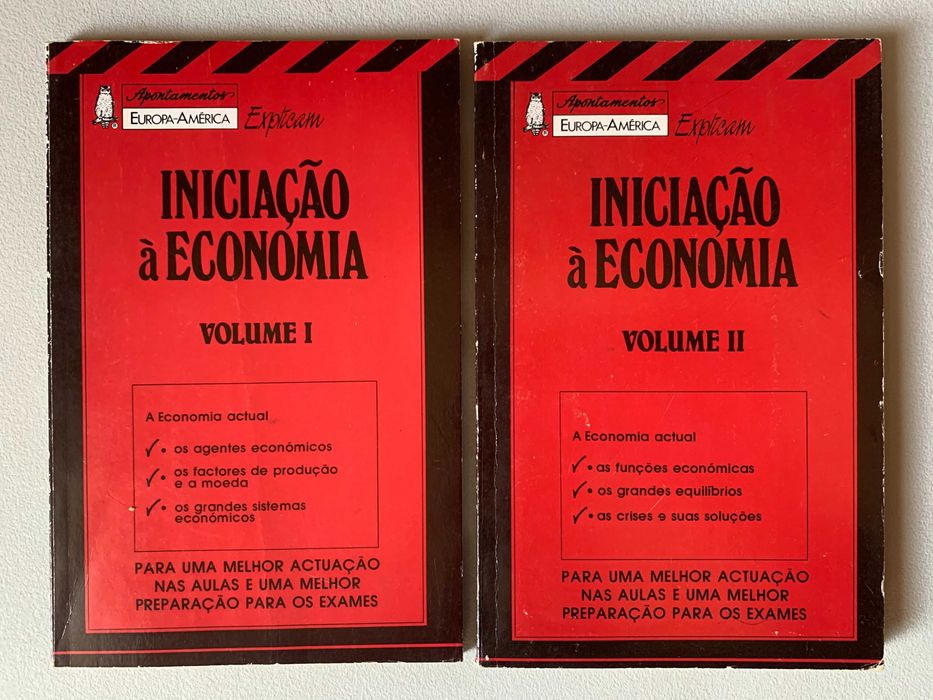 Apontamentos
EUROPA-AMÉRICA Explicam
INICIAÇÃO
à ECONOMIA
VOLUME I
A Economia actual
✓• os agentes económicos
✓• os factores de produção
e a moeda
✓• os grandes sistemas
económicos
PARA UMA MELHOR ACTUAÇÃO
NAS AULAS E UMA MELHOR
PREPARAÇÃO PARA OS EXAMES
Apontamentos
EUROPA-AMÉRICA Explicam
INICIAÇÃO
à ECONOMIA
VOLUME II
A Economia actual
✓• as funções económicas
✓• os grandes equilíbrios
✓• as crises e suas soluções
PARA UMA MELHOR ACTUAÇÃO
NAS AULAS E UMA MELHOR
PREPARAÇÃO PARA OS EXAMES